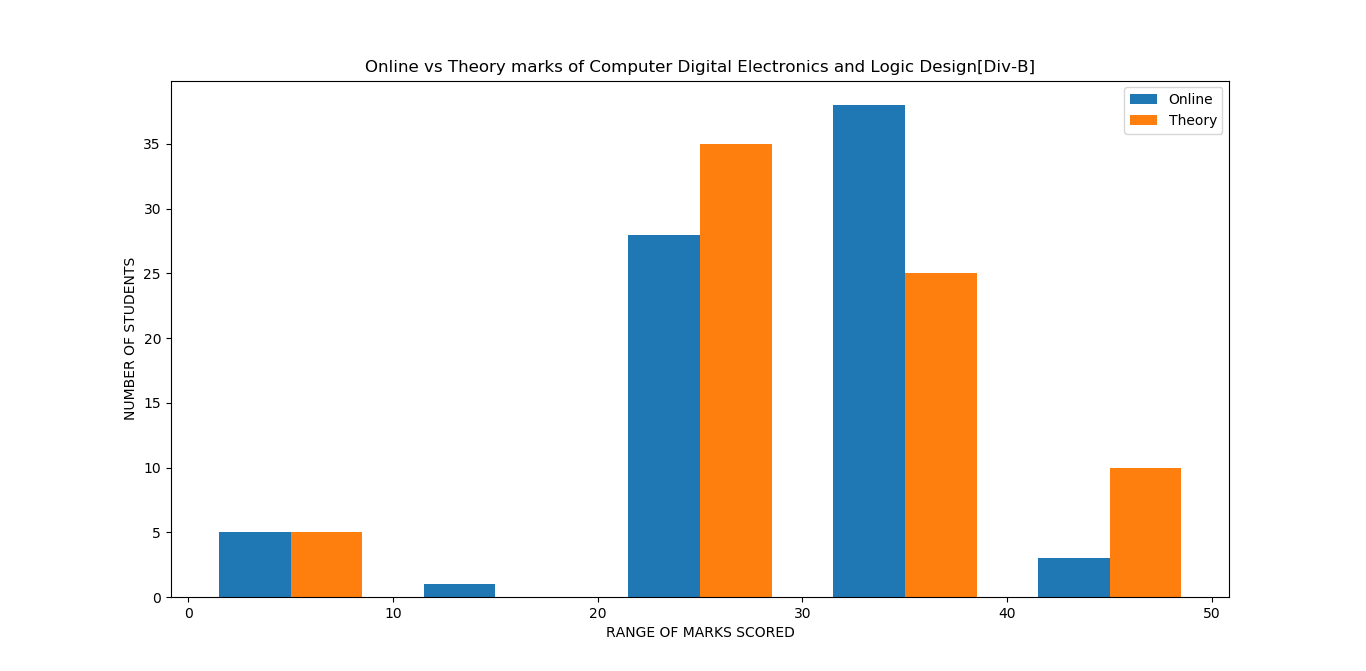 Online vs Theory marks of Computer Digital Electronics and Logic Design[Div-B]
Online
Theory
NUMBER OF STUDENTS
35
30
25
20
15
10
5
0
0 10 20 30 40 50
RANGE OF MARKS SCORED